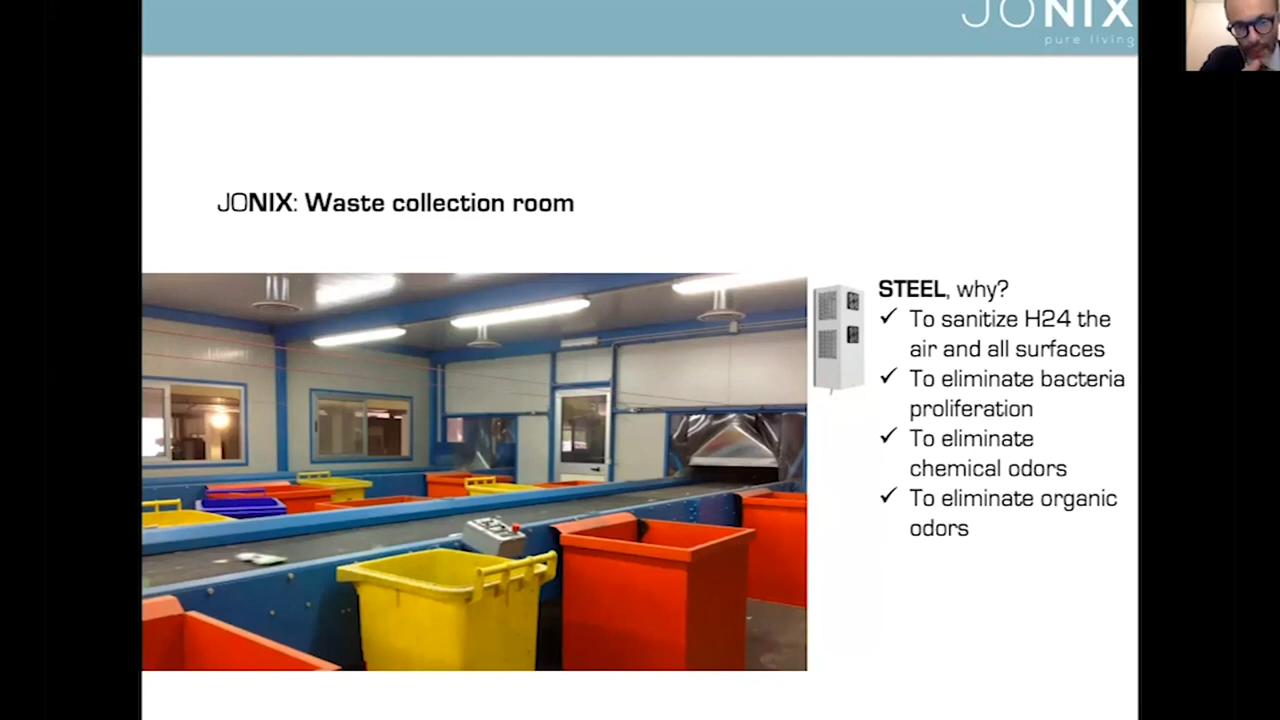 JONIX
pure living
JONIX: Waste collection room
STEEL, why?
✓ To sanitize H24 the
air and all surfaces
✓ To eliminate bacteria
proliferation
✓ To eliminate
chemical odors
✓ To eliminate organic
odors